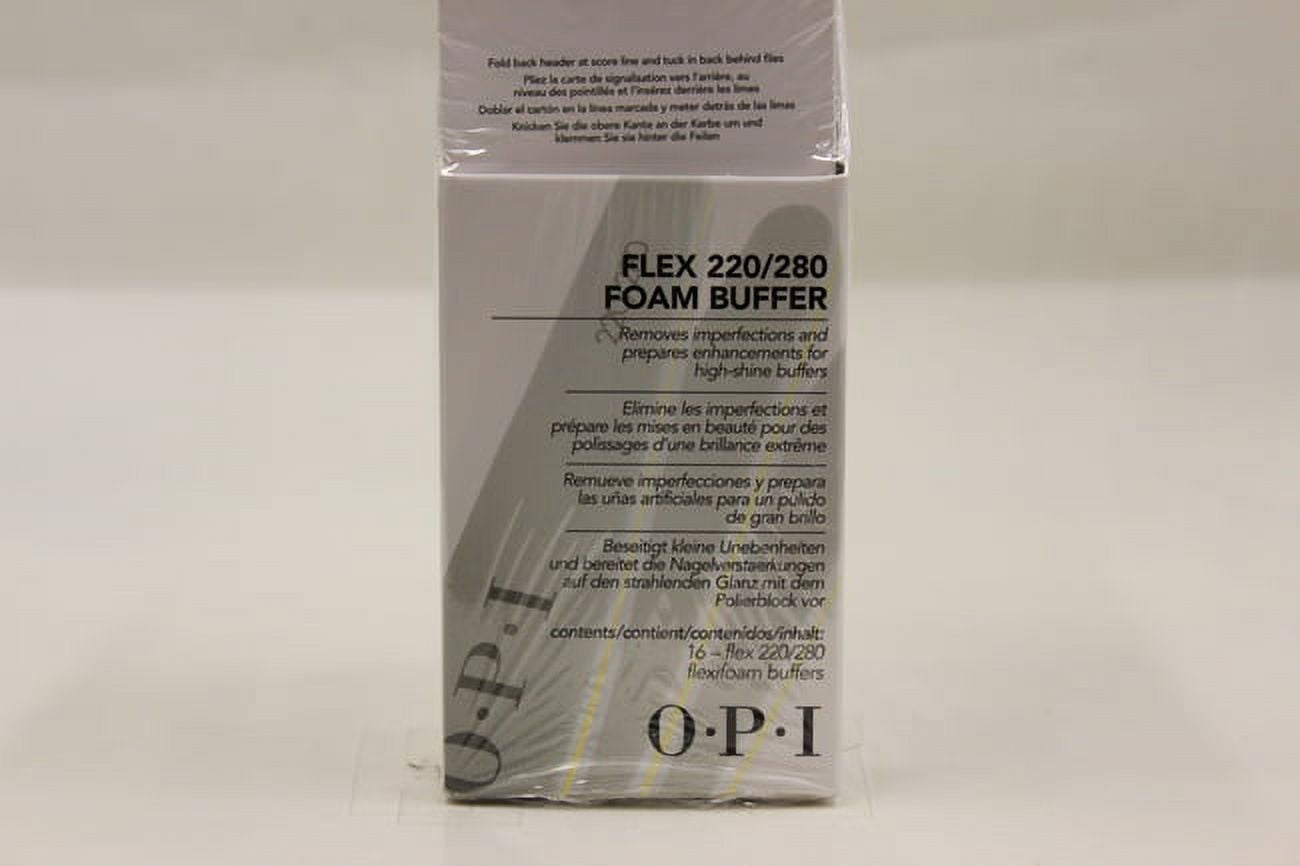 Fold back header at score line and tuck in back behind files
Pliez la carte de signalisation vers l'arrière, au
niveau des pointillés et l'insérez derrière les limes
Doblar el cartón en la línea marcada y meter detrás de las limas
Knicken Sie die obere Kante an der Kerbe um und
klemmen Sie sie hinter die Feilen
FLEX 220/280
FOAM BUFFER
Removes imperfections and
prepares enhancements for
high-shine buffers
Elimine les imperfections et
prépare les mises en beauté pour des
polissages d'une brillance extrême
Remueve imperfecciones y prepara
las uñas artificiales para un pulido
de gran brillo
Beseitigt kleine Unebenheiten
und bereitet die Nagelverstaerkungen
auf den strahlenden Glanz mit dem
Polierblock vor
contents/contient/contenidos/inhalt:
16 – flex 220/280
flex/foam buffers
O·P·I
O·P·I